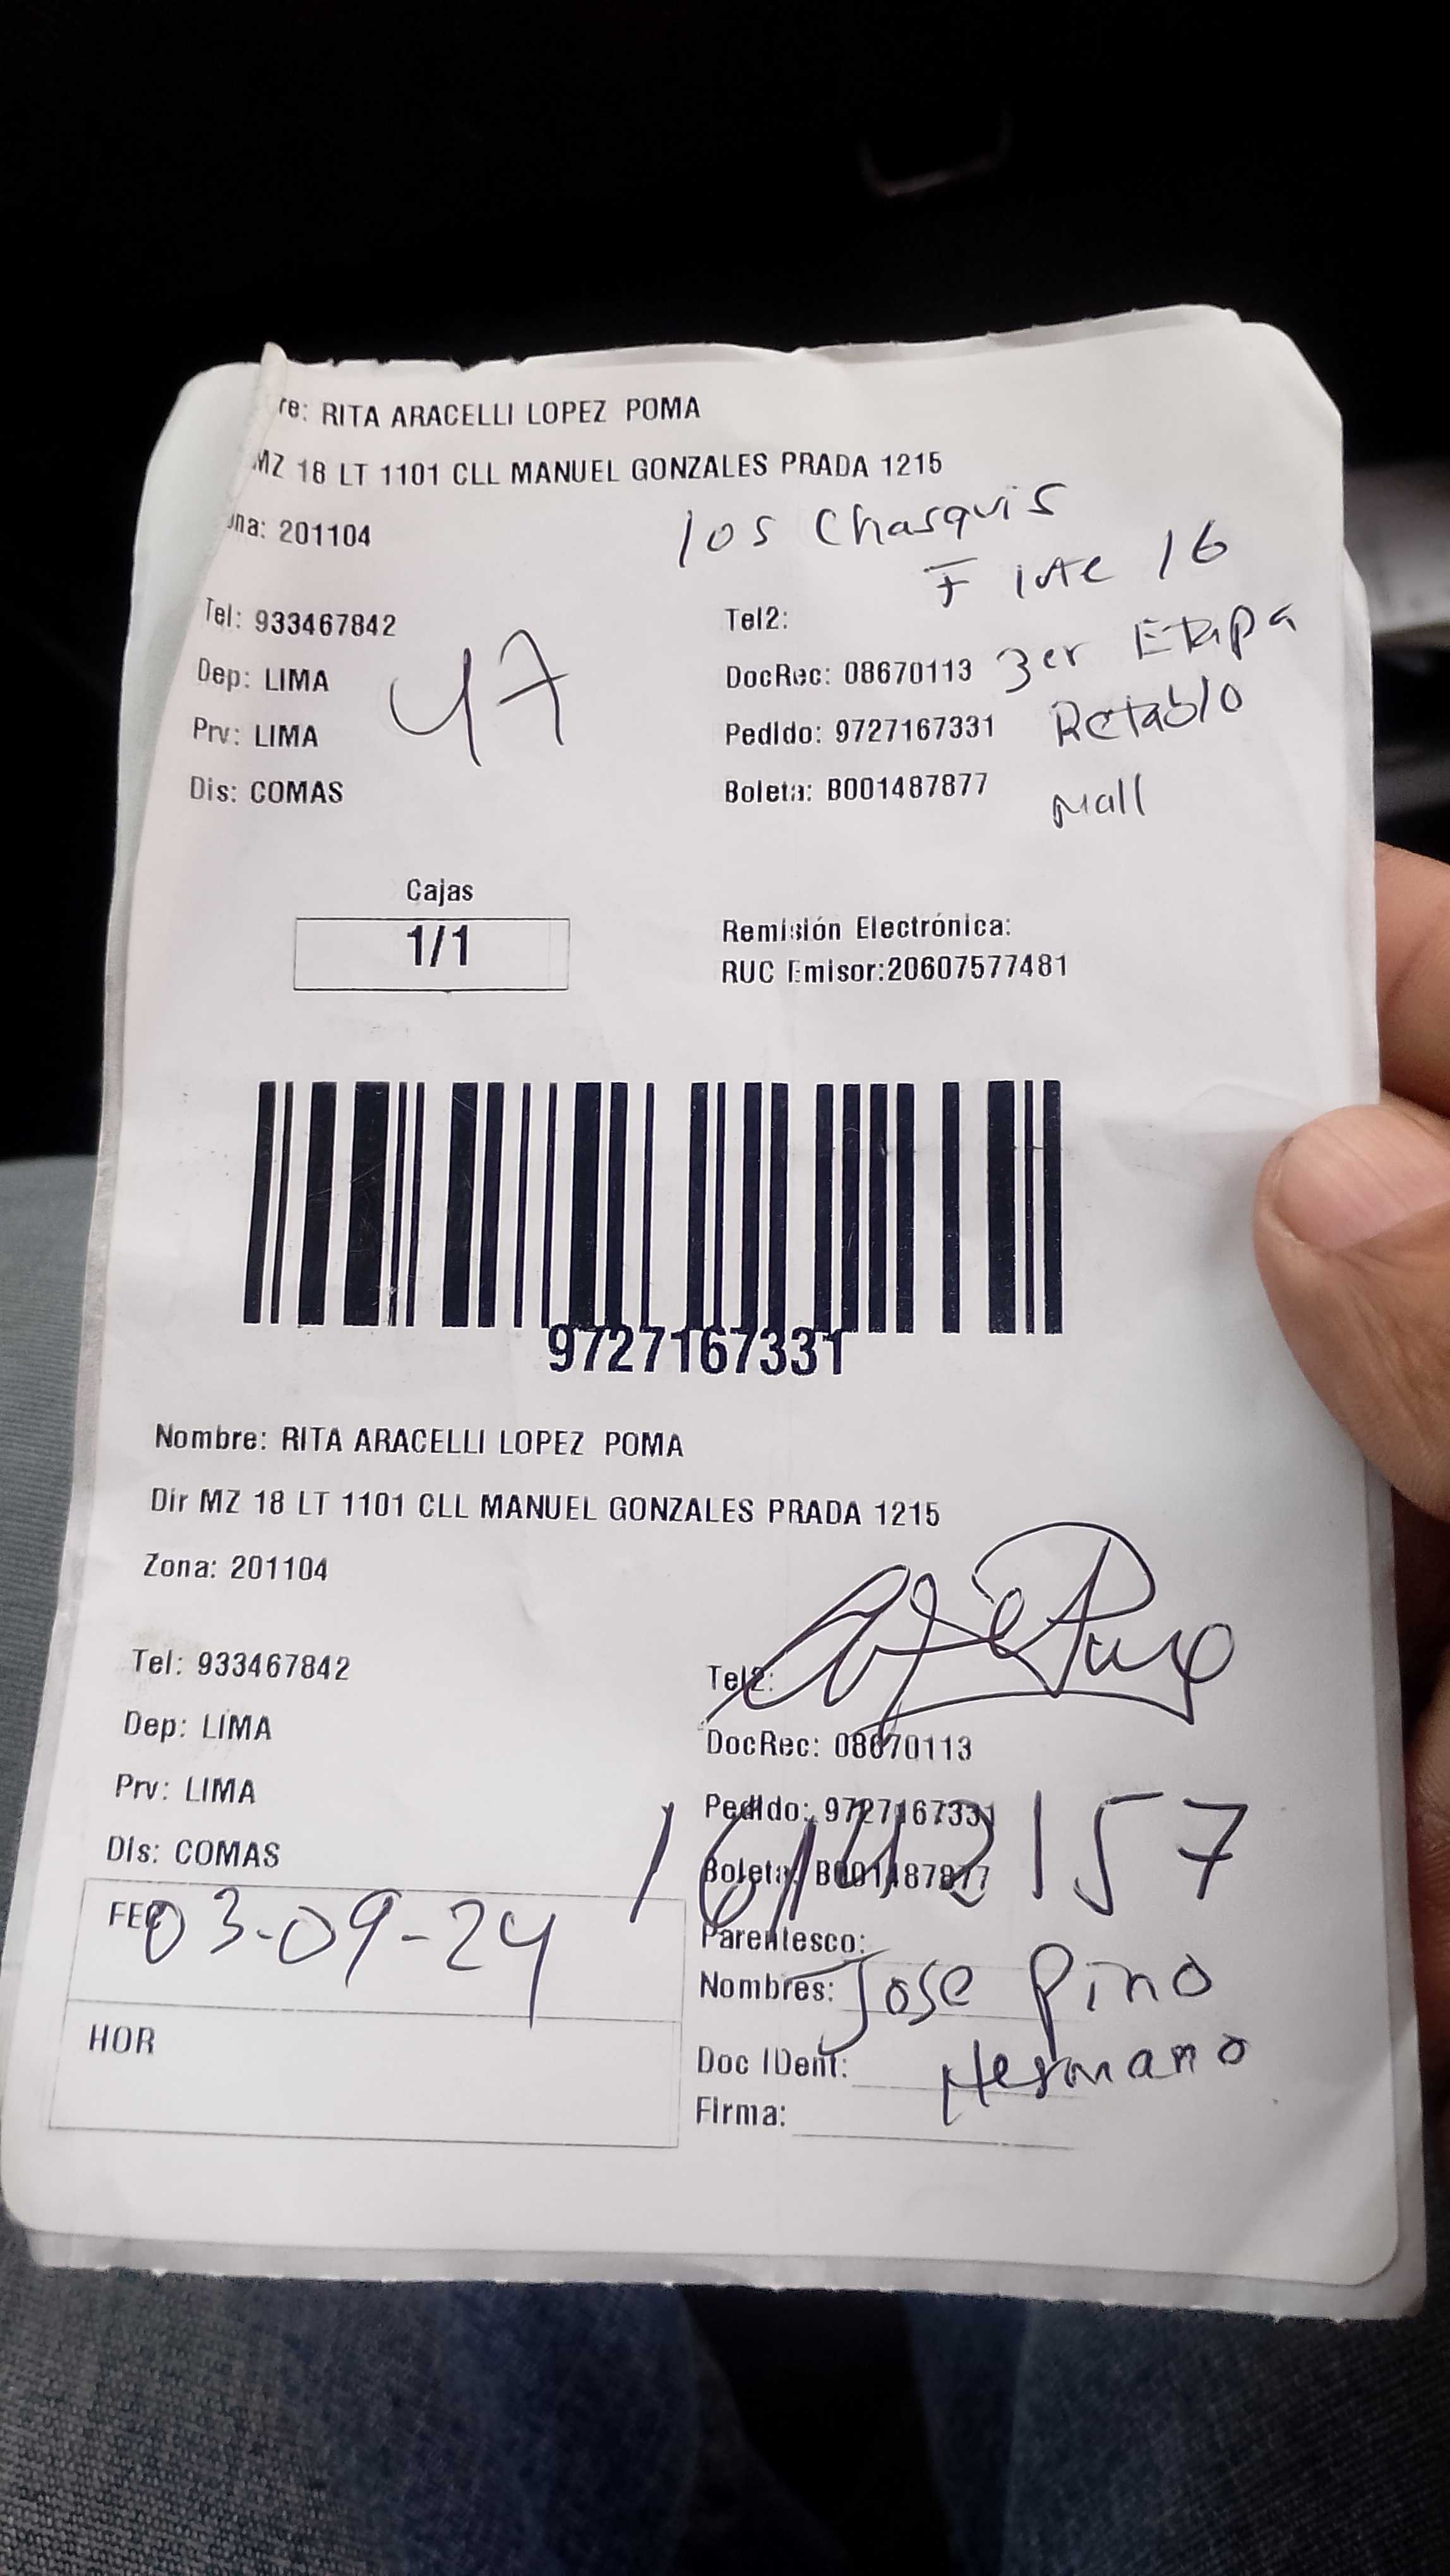 re: RITA ARACELLI LOPEZ POMA
MZ 18 LT 1101 CLL MANUEL GONZALES PRADA 1215
na: 201104
los Chasquis
F lote 16
Tel: 933467842
Tel2:
Dep: LIMA
47
DocRec: 08670113
3er Etapa
Prv: LIMA
Pedido: 9727167331
Retablo
Dis: COMAS
Boleta: B001487877
Mall
Cajas
1/1
Remisión Electrónica:
RUC Emisor:20607577481
9727167331
Nombre: RITA ARACELLI LOPEZ POMA
Dir MZ 18 LT 1101 CLL MANUEL GONZALES PRADA 1215
Zona: 201104
Tel: 933467842
Tel2:
Dep: LIMA
DocRec: 08670113
Prv: LIMA
Pedido: 9727167331
Dis: COMAS
Boleta: B001487877
FEC
03-09-24
Parentesco:
Nombres: Jose Pino
HOR
Doc IDent: Hermano
Firma: